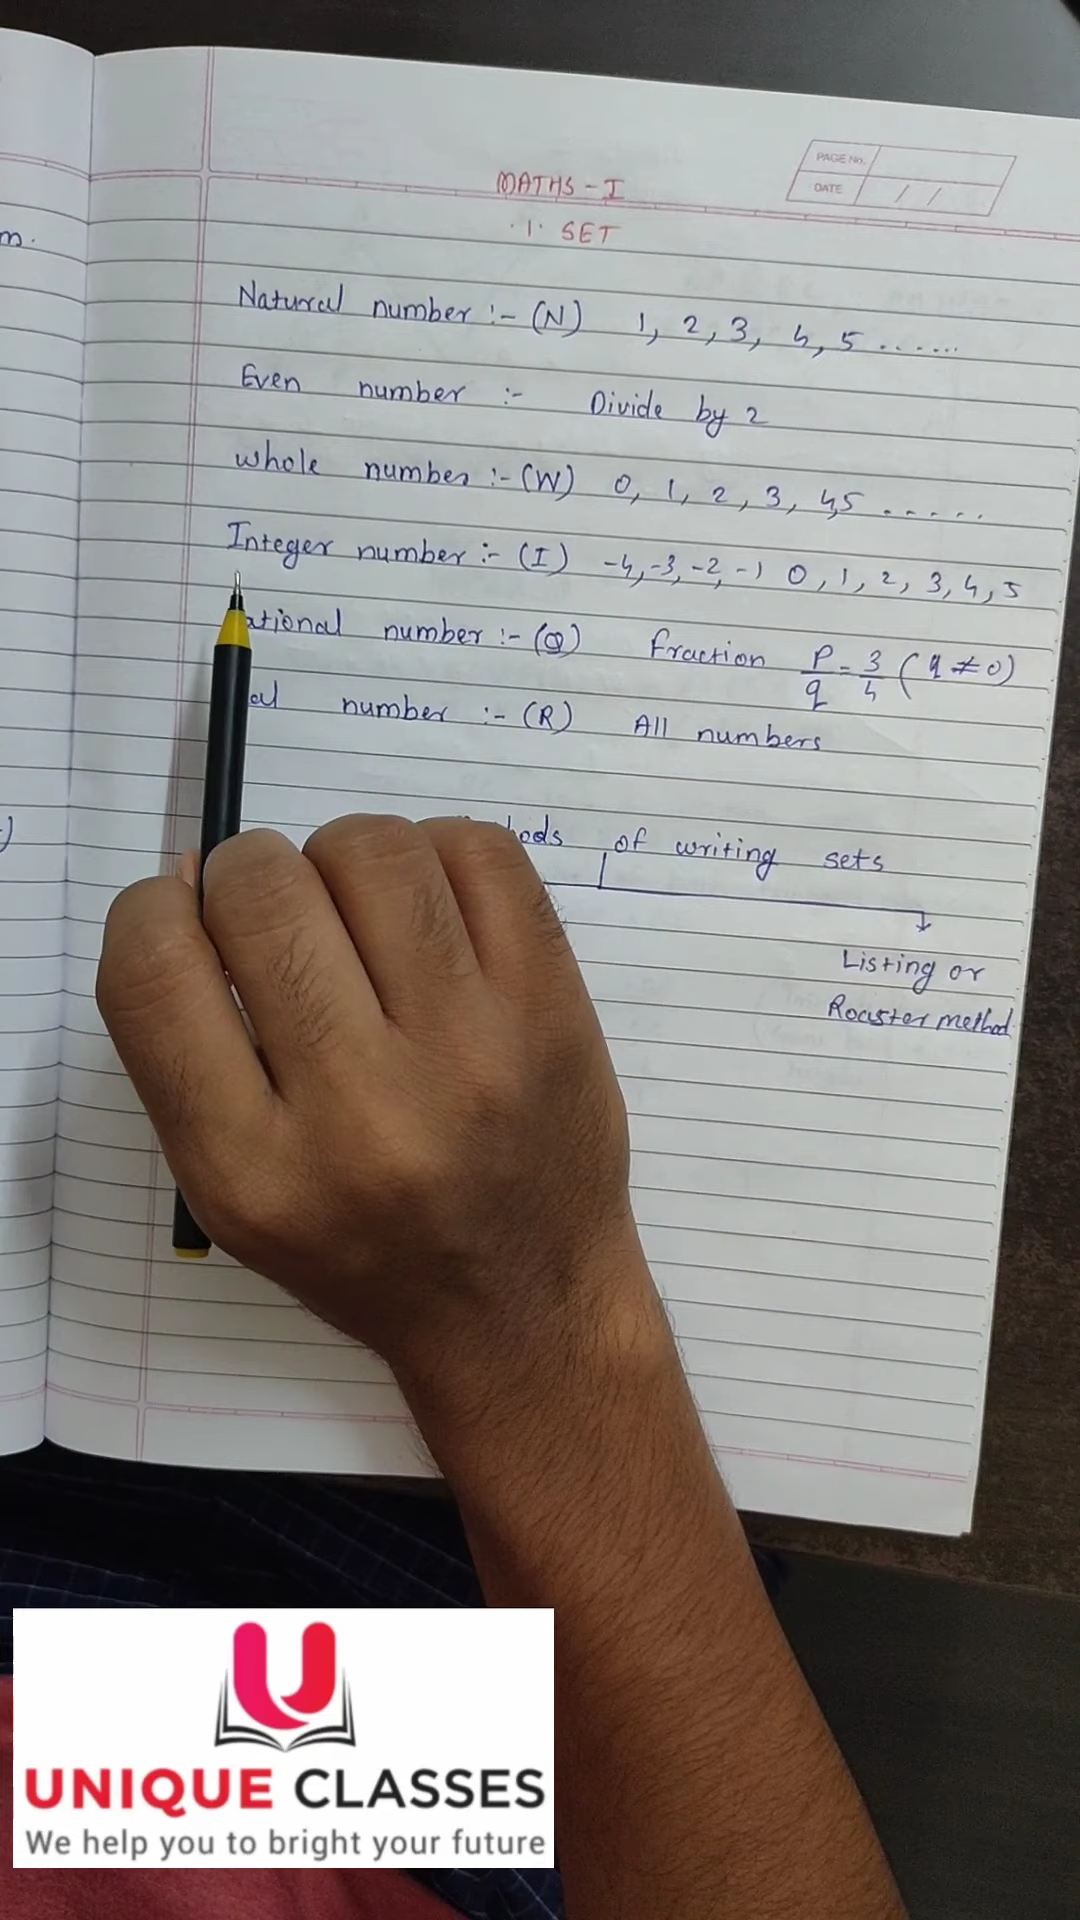 PAGE No.
DATE / /
MATHS - I
.1. SET
m.
Natural number :- (N) 1, 2, 3, 4, 5 ......
Even number :- Divide by 2
Whole number :- (W) 0, 1, 2, 3, 4,5 .....
Integer number :- (I) -4, -3, -2, -1 0, 1, 2, 3, 4, 5
ational number :- (Q) Fraction P/q = 3/4 (q ≠ 0)
al number :- (R) All numbers
hods of writing sets
Listing or
Roaster method
UNIQUE CLASSES
We help you to bright your future